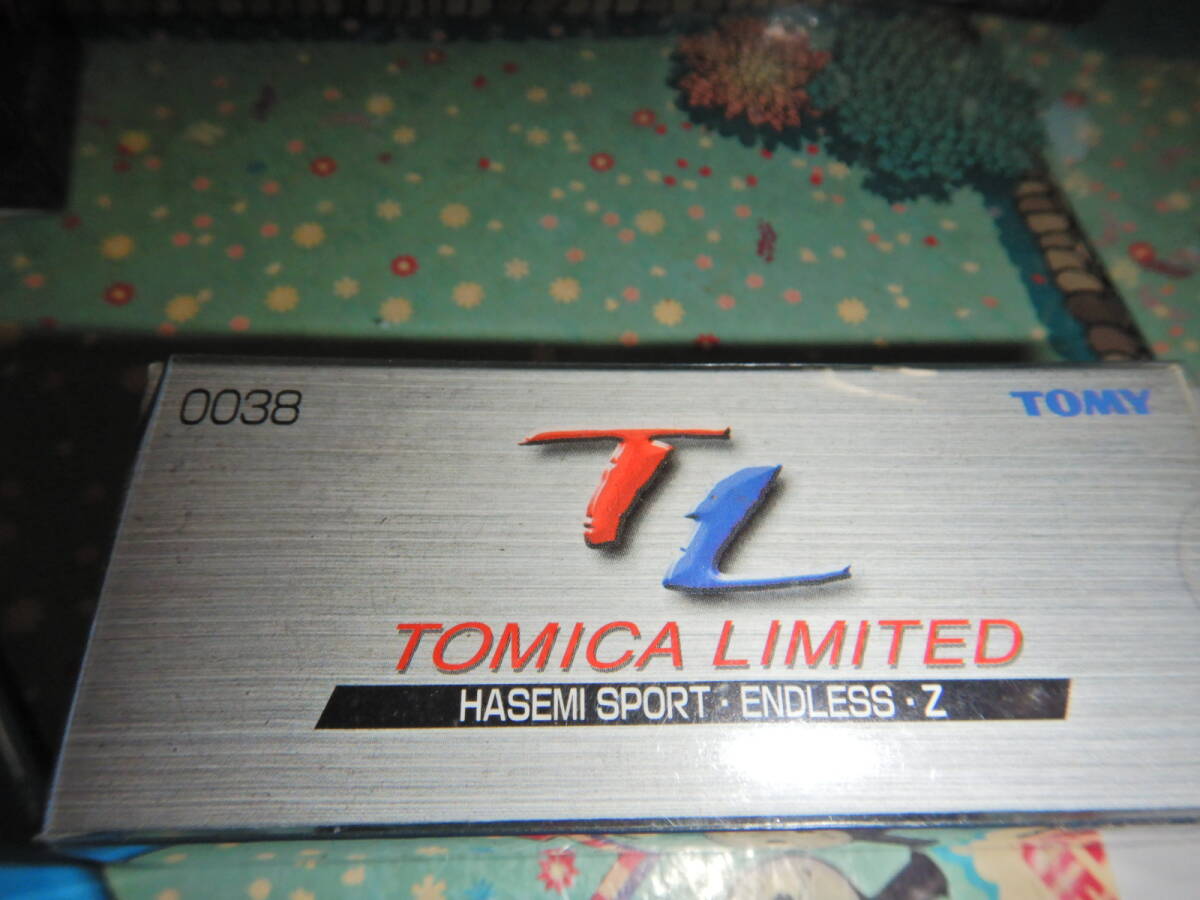 0038
TOMY
TL
TOMICA LIMITED
HASEMI SPORT・ENDLESS・Z